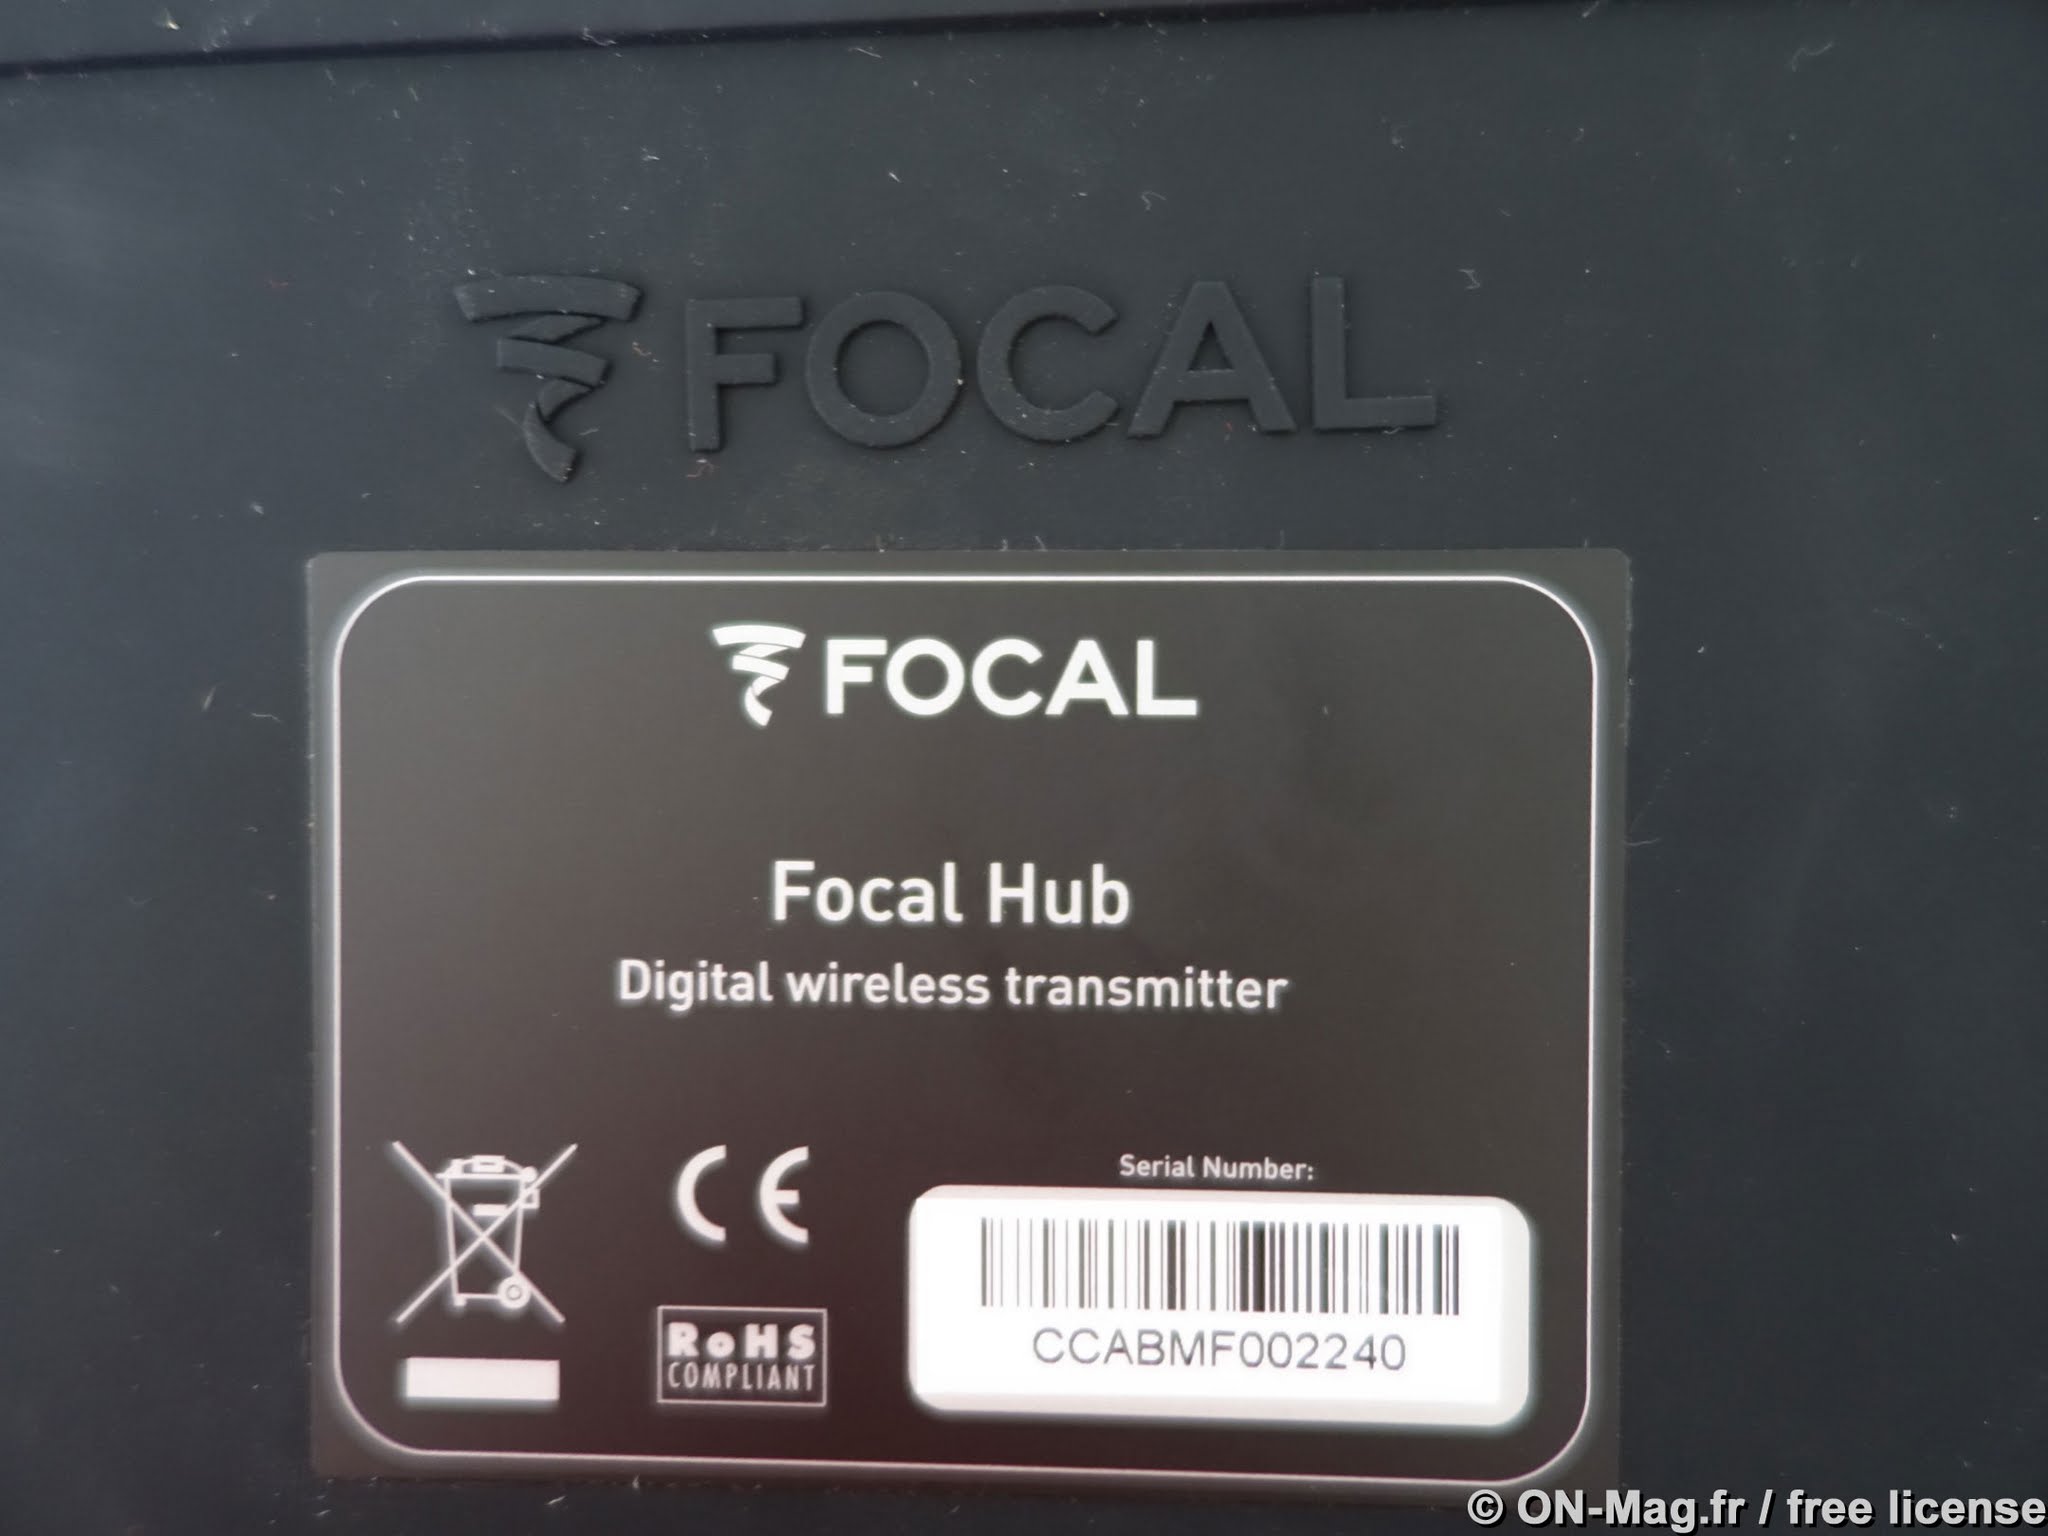 FOCAL
FOCAL
Focal Hub
Digital wireless transmitter
CE
Serial Number:
RoHS
COMPLIANT
CCABMF002240
© ON-Mag.fr / free license